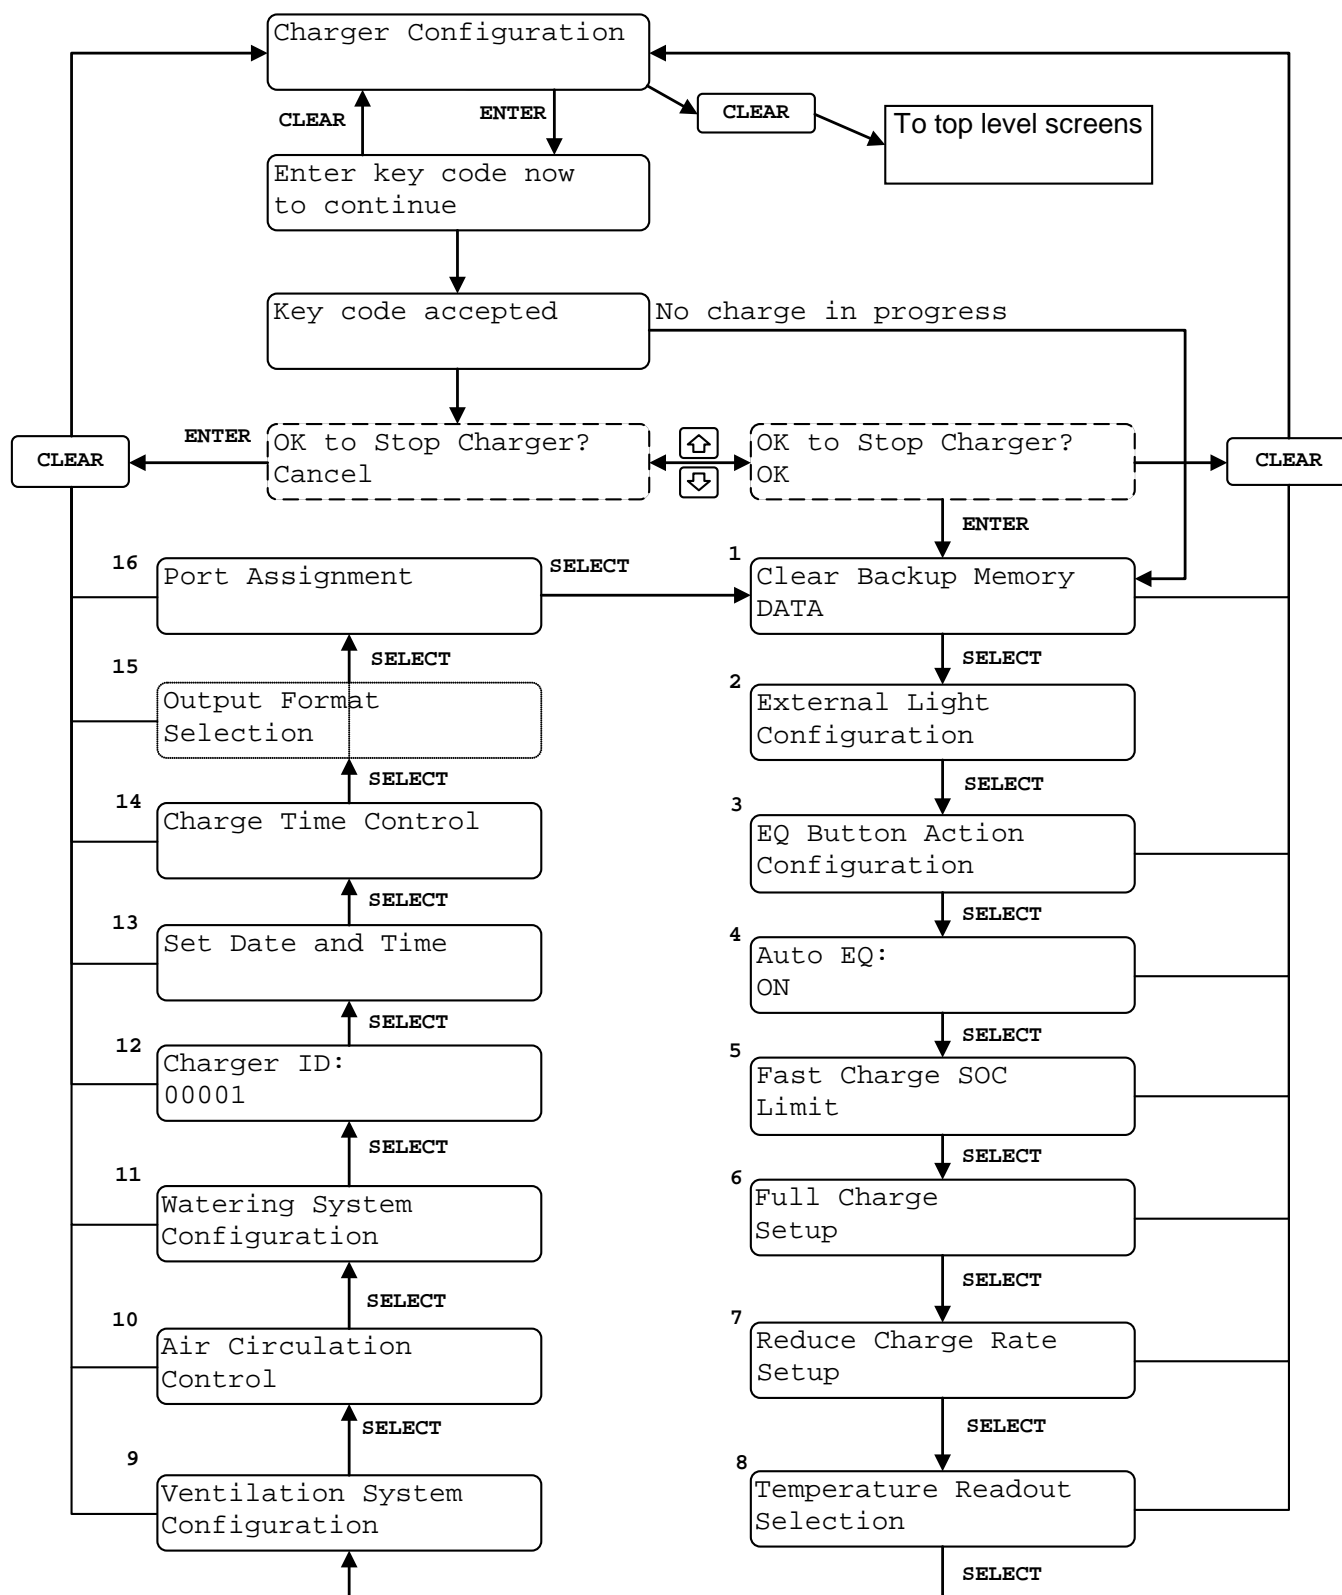 Charger Configuration
CLEAR
ENTER
CLEAR
To top level screens
Enter key code now
to continue
Key code accepted
No charge in progress
CLEAR
ENTER
OK to Stop Charger?
Cancel
OK to Stop Charger?
OK
CLEAR
ENTER
16
Port Assignment
SELECT
1
Clear Backup Memory
DATA
SELECT
SELECT
15
Output Format
Selection
2
External Light
Configuration
SELECT
SELECT
14
Charge Time Control
3
EQ Button Action
Configuration
SELECT
SELECT
13
Set Date and Time
4
Auto EQ:
ON
SELECT
SELECT
12
Charger ID:
00001
5
Fast Charge SOC
Limit
SELECT
SELECT
11
Watering System
Configuration
6
Full Charge
Setup
SELECT
SELECT
10
Air Circulation
Control
7
Reduce Charge Rate
Setup
SELECT
SELECT
9
Ventilation System
Configuration
8
Temperature Readout
Selection
SELECT